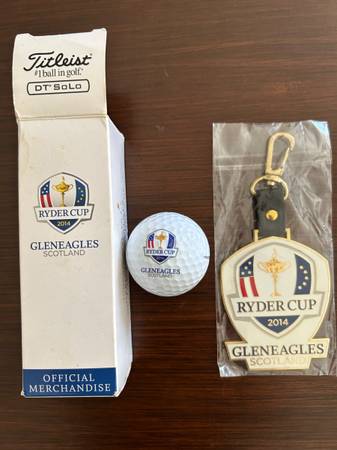 Titleist
#1 ball in golf.
DT® SoLo
RYDER CUP
2014
GLENEAGLES
SCOTLAND
OFFICIAL
MERCHANDISE
RYDER CUP
2014
GLENEAGLES
SCOTLAND
RYDER CUP
2014
GLENEAGLES
SCOTLAND